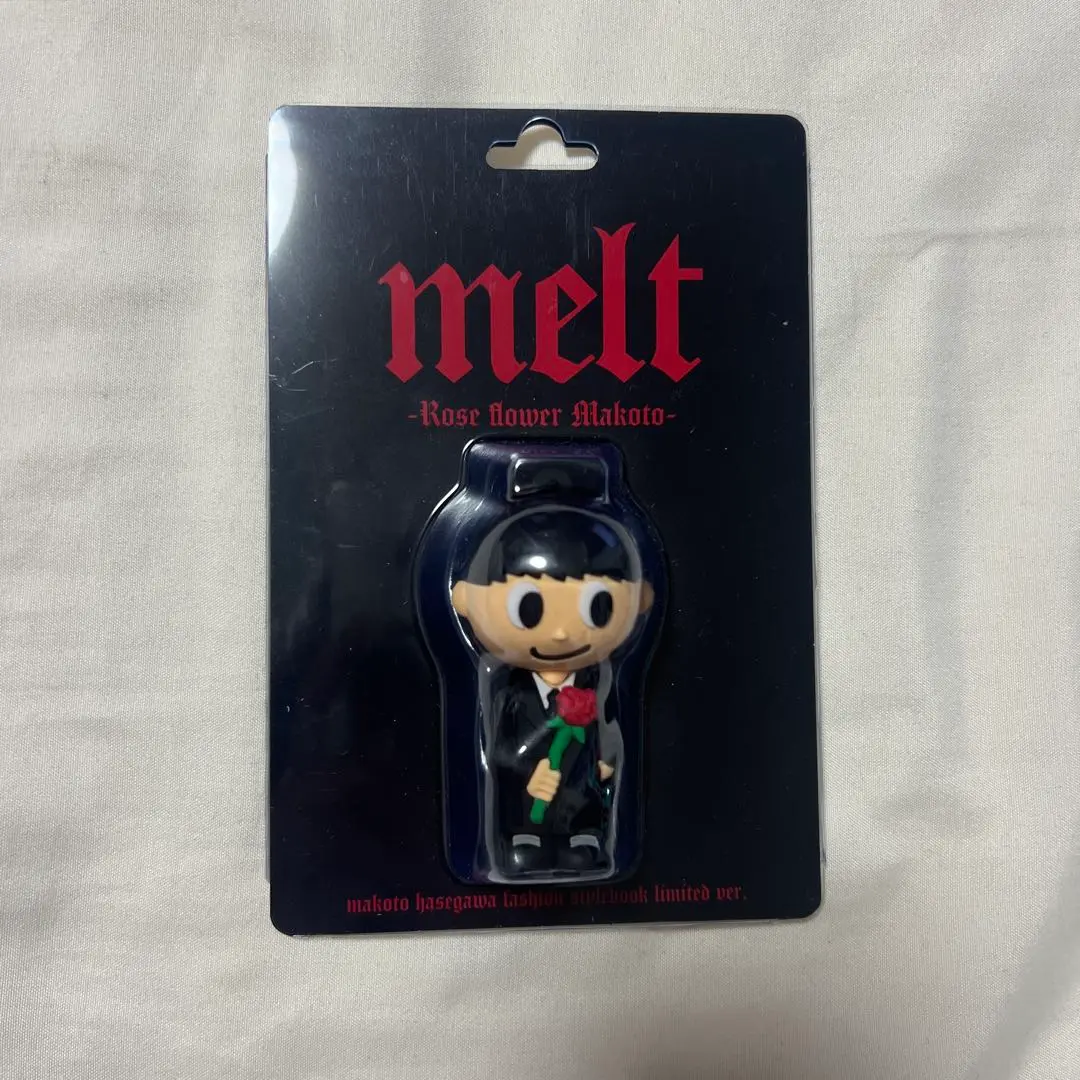 melt
-Rose flower Makoto-
makoto hasegawa fashion stylebook limited ver.